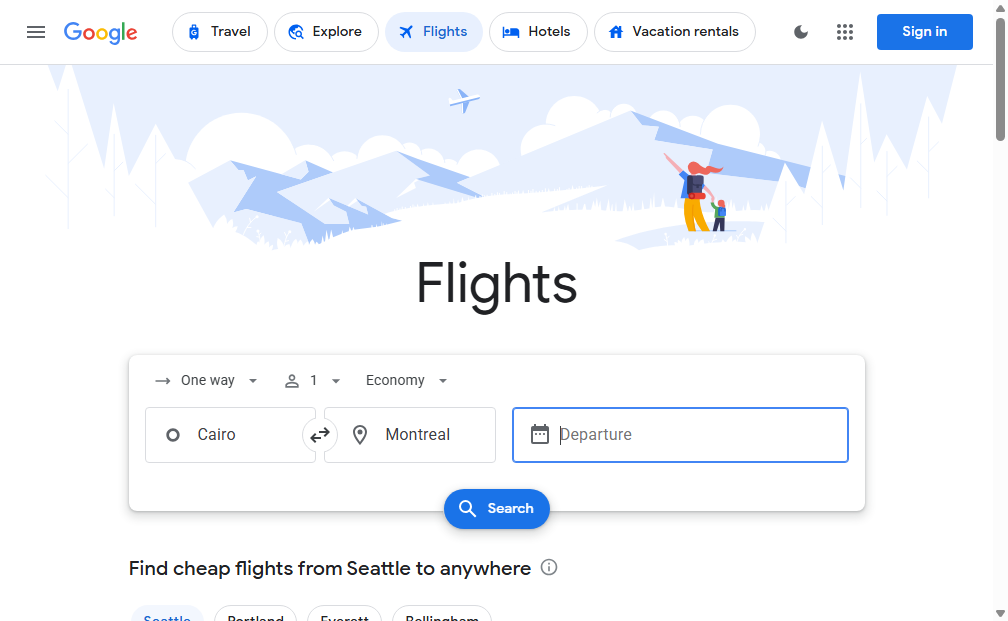 Google
Travel
Explore
Flights
Hotels
Vacation rentals
Sign in
Flights
One way
1
Economy
Cairo
Montreal
Departure
Search
Find cheap flights from Seattle to anywhere
Seattle
Portland
Everett
Bellingham